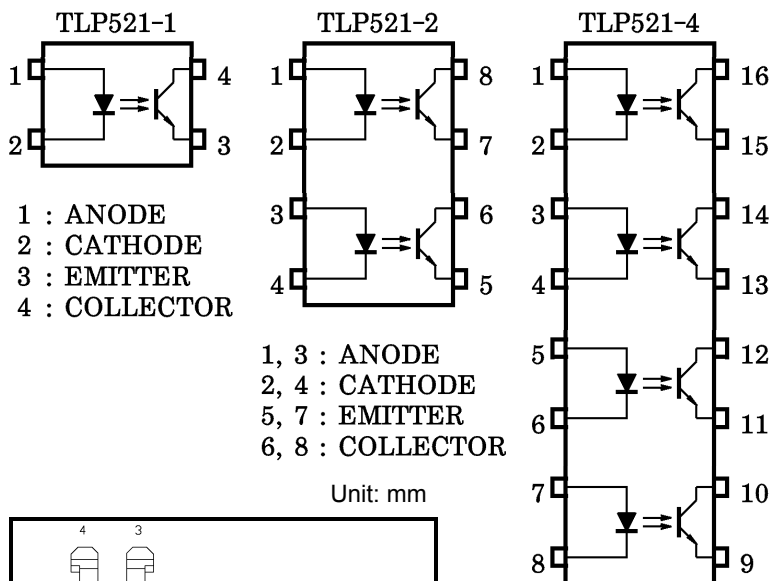 TLP521-1
1
4
2
3
1 : ANODE
2 : CATHODE
3 : EMITTER
4 : COLLECTOR
TLP521-2
1
8
2
7
3
6
4
5
1, 3 : ANODE
2, 4 : CATHODE
5, 7 : EMITTER
6, 8 : COLLECTOR
TLP521-4
1
16
2
15
3
14
4
13
5
12
6
11
7
10
8
9
Unit: mm
4 3